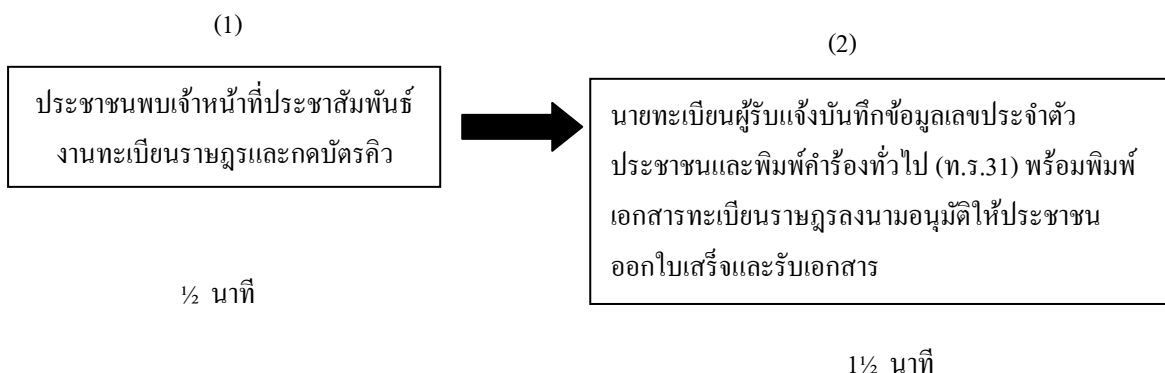 (1)
ประชาชนพบเจ้าหน้าที่ประชาสัมพันธ์
งานทะเบียนราษฎรและกดบัตรคิว
½ นาที
(2)
นายทะเบียนผู้รับแจ้งบันทึกข้อมูลเลขประจำตัว
ประชาชนและพิมพ์คำร้องทั่วไป (ท.ร.31) พร้อมพิมพ์
เอกสารทะเบียนราษฎรลงนามอนุมัติให้ประชาชน
ออกใบเสร็จและรับเอกสาร
1½ นาที